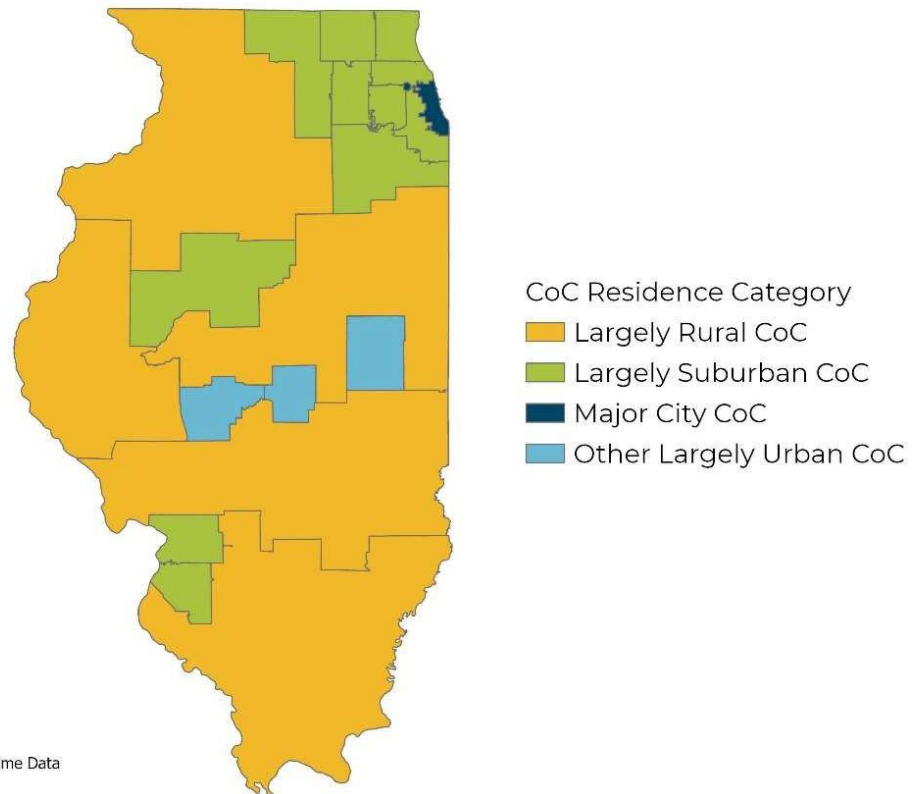 CoC Residence Category
Largely Rural CoC
Largely Suburban CoC
Major City CoC
Other Largely Urban CoC
me Data